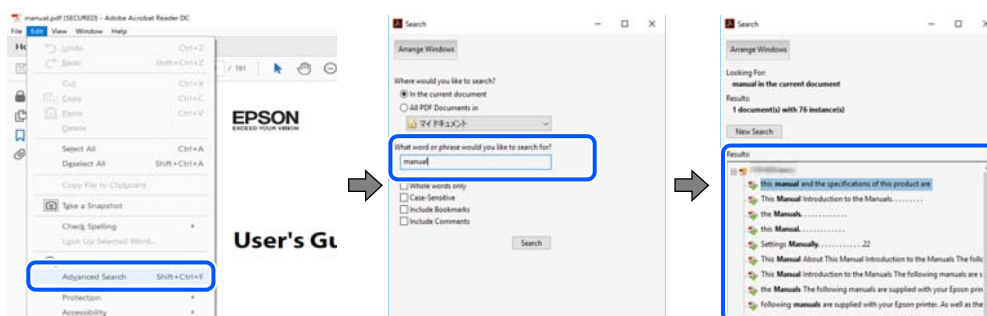 manual.pdf (SECURED) - Adobe Acrobat Reader DC
File Edit View Window Help
Undo Ctrl+Z
Redo Shift+Ctrl+Z
Cut Ctrl+X
Copy Ctrl+C
Paste Ctrl+V
Delete
Select All Ctrl+A
Deselect All Shift+Ctrl+A
Copy File to Clipboard
Take a Snapshot
Check Spelling
Look Up Selected Word...
Advanced Search Shift+Ctrl+F
Protection
Accessibility
EPSON
EXCEED YOUR VISION
User's Gu
Search
Arrange Windows
Where would you like to search?
In the current document
All PDF Documents in
マイドキュメント
What word or phrase would you like to search for?
manual
Whole words only
Case-Sensitive
Include Bookmarks
Include Comments
Search
Search
Arrange Windows
Looking For:
manual in the current document
Results:
1 document(s) with 76 instance(s)
New Search
Results:
this manual and the specifications of this product are
This Manual Introduction to the Manuals. . . . . . . . .
the Manuals. . . . . . . . . . . . .
this Manual. . . . . . . . . . . . .
Settings Manually. . . . . . . . . . . . .22
This Manual About This Manual Introduction to the Manuals The follo
This Manual Introduction to the Manuals The following manuals are s
the Manuals The following manuals are supplied with your Epson prin
following manuals are supplied with your Epson printer. As well as the